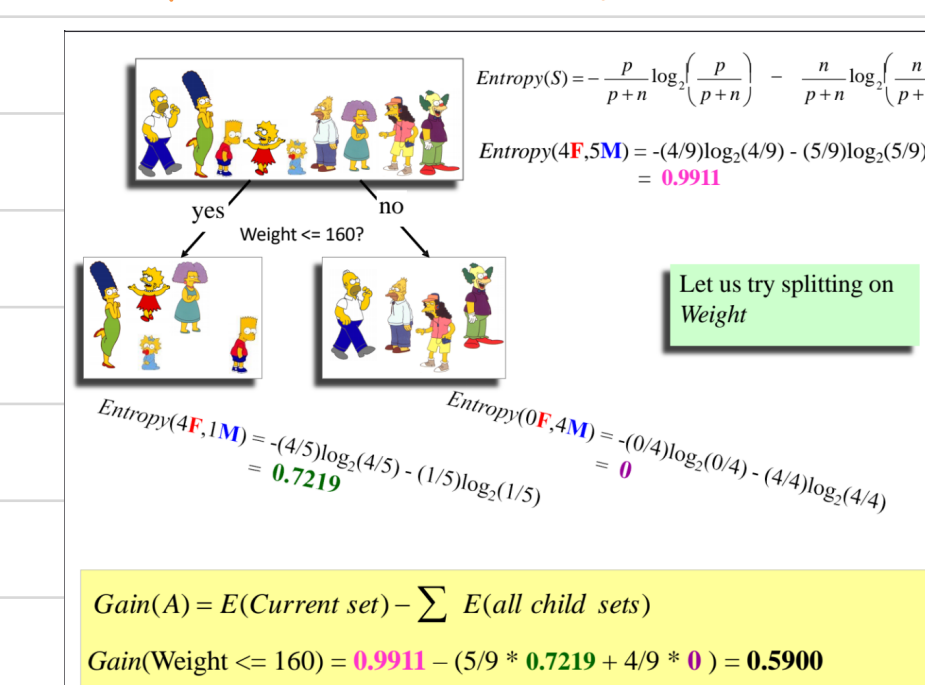 Entropy(S) = - p/(p+n) log₂(p/(p+n)) - n/(p+n) log₂(n/(p+
Entropy(4F,5M) = -(4/9)log₂(4/9) - (5/9)log₂(5/9)
= 0.9911
yes
no
Weight <= 160?
Let us try splitting on
Weight
Entropy(4F,1M) = -(4/5)log₂(4/5) - (1/5)log₂(1/5)
= 0.7219
Entropy(0F,4M) = -(0/4)log₂(0/4) - (4/4)log₂(4/4)
= 0
Gain(A) = E(Current set) – ∑ E(all child sets)
Gain(Weight <= 160) = 0.9911 – (5/9 * 0.7219 + 4/9 * 0 ) = 0.5900